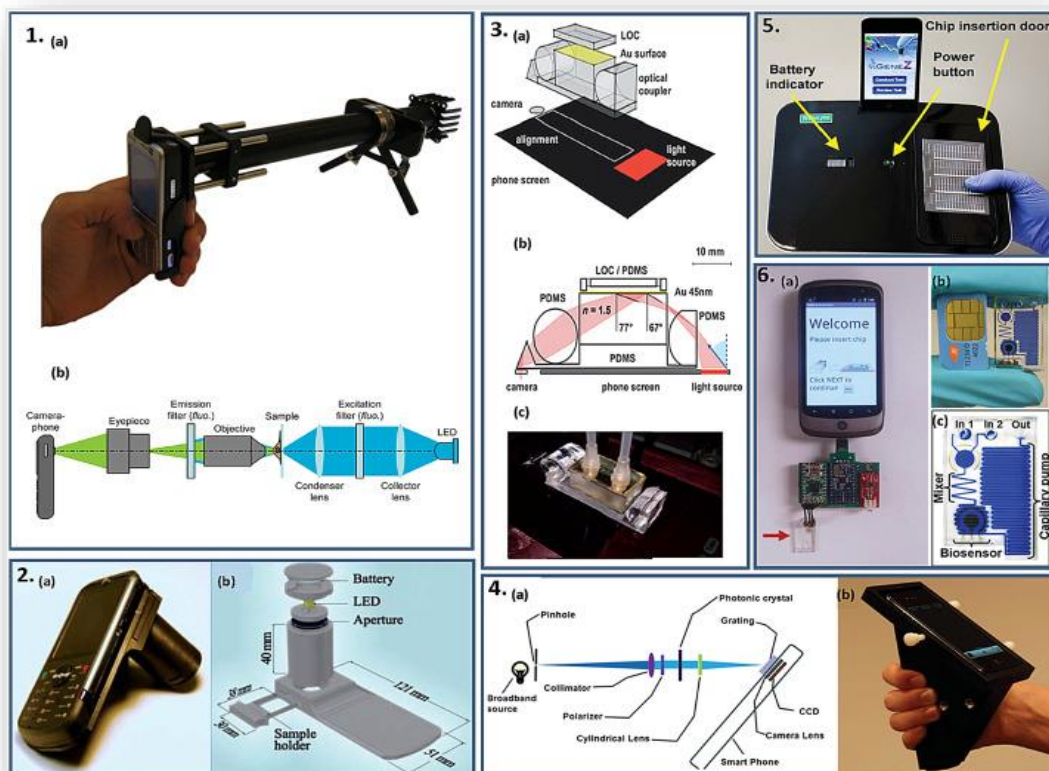 1. (a)
(b)
Camera-
phone
Eyepiece
Emission
filter (fluo.)
Objective
Sample
Excitation
filter (fluo.)
LED
Condenser
lens
Collector
lens
2. (a)
(b)
Battery
LED
Aperture
40 mm
121 mm
51 mm
Sample
holder
3. (a)
LOC
Au surface
optical
coupler
camera
alignment
light
source
phone screen
(b)
10 mm
LOC / PDMS
PDMS
Au 45nm
PDMS
n = 1.5
77°
67°
PDMS
camera
phone screen
light source
(c)
4. (a)
Pinhole
Photonic crystal
Grating
Broadband
source
Collimator
Polarizer
Cylindrical Lens
CCD
Camera Lens
Smart Phone
(b)
5.
Chip insertion door
Power
button
Battery
indicator
6. (a)
Welcome
Please insert chip
Click NEXT to
continue
(b)
(c)
In 1 In 2 Out
Mixer
Capillary pump
Biosensor